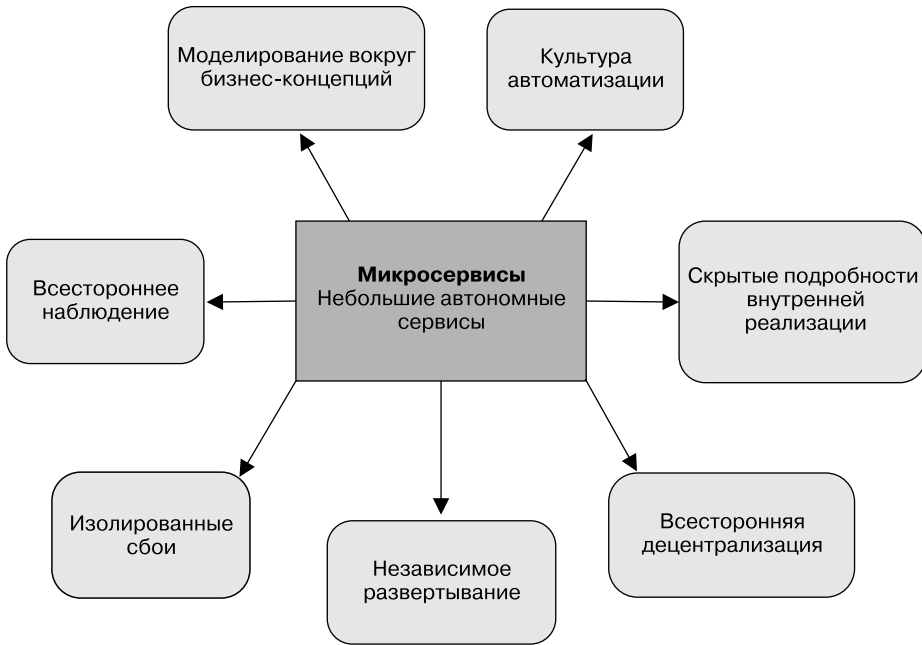 Моделирование вокруг
бизнес-концепций
Культура
автоматизации
Всестороннее
наблюдение
Микросервисы
Небольшие автономные
сервисы
Скрытые подробности
внутренней
реализации
Изолированные
сбои
Независимое
развертывание
Всесторонняя
децентрализация